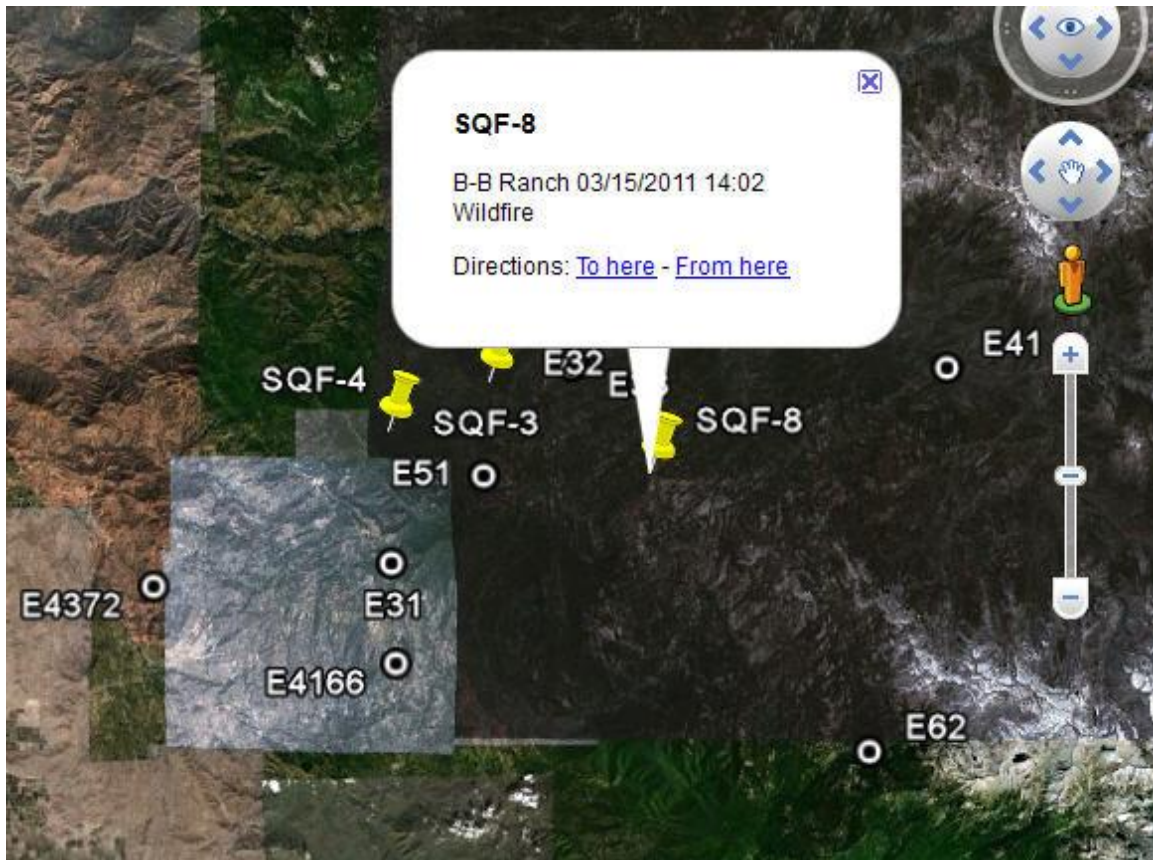 SQF-8
B-B Ranch 03/15/2011 14:02
Wildfire
Directions: To here - From here
E41
E32
SQF-4
SQF-3
SQF-8
E51
E4372
E31
E4166
E62